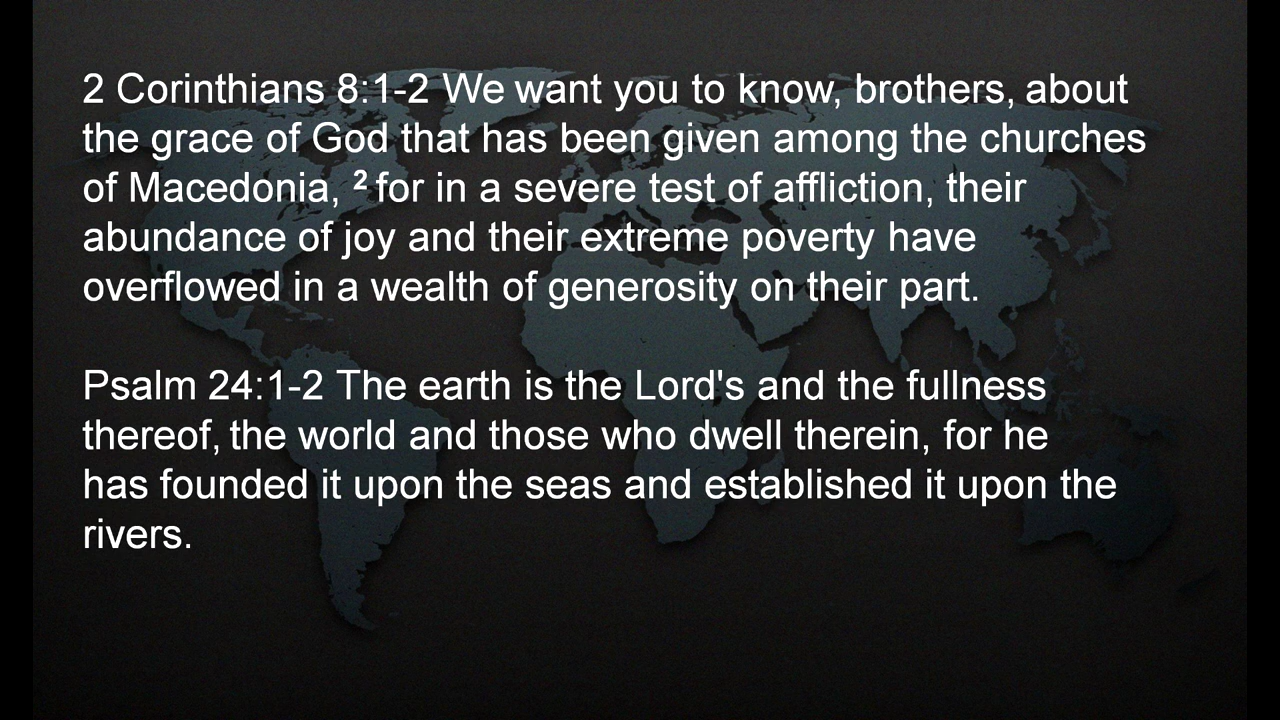 2 Corinthians 8:1-2 We want you to know, brothers, about
the grace of God that has been given among the churches
of Macedonia, ² for in a severe test of affliction, their
abundance of joy and their extreme poverty have
overflowed in a wealth of generosity on their part.
Psalm 24:1-2 The earth is the Lord's and the fullness
thereof, the world and those who dwell therein, for he
has founded it upon the seas and established it upon the
rivers.